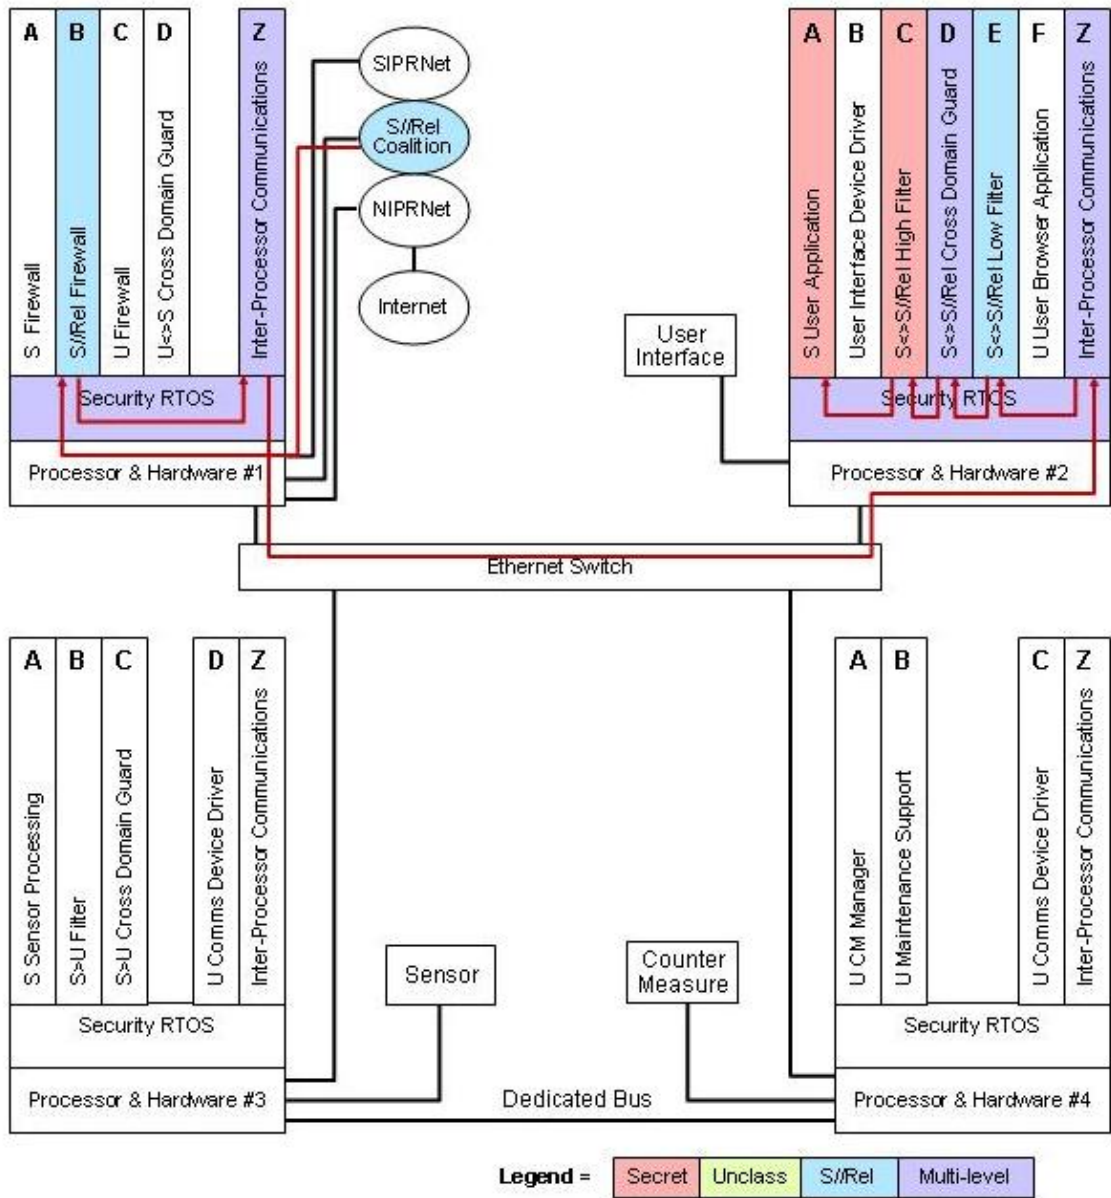 A B C D Z
S Firewall
S//Rel Firewall
U Firewall
U<>S Cross Domain Guard
Inter-Processor Communications
Security RTOS
Processor & Hardware #1
SIPRNet
S//Rel
Coalition
NIPRNet
Internet
User
Interface
A B C D E F Z
S User Application
User Interface Device Driver
S<>S//Rel High Filter
S<>S//Rel Cross Domain Guard
S<>S//Rel Low Filter
U User Browser Application
Inter-Processor Communications
Security RTOS
Processor & Hardware #2
Ethernet Switch
A B C D Z
S Sensor Processing
S>U Filter
S>U Cross Domain Guard
U Comms Device Driver
Inter-Processor Communications
Security RTOS
Processor & Hardware #3
Sensor
Counter
Measure
Dedicated Bus
A B C Z
U CM Manager
U Maintenance Support
U Comms Device Driver
Inter-Processor Communications
Security RTOS
Processor & Hardware #4
Legend = Secret Unclass S//Rel Multi-level